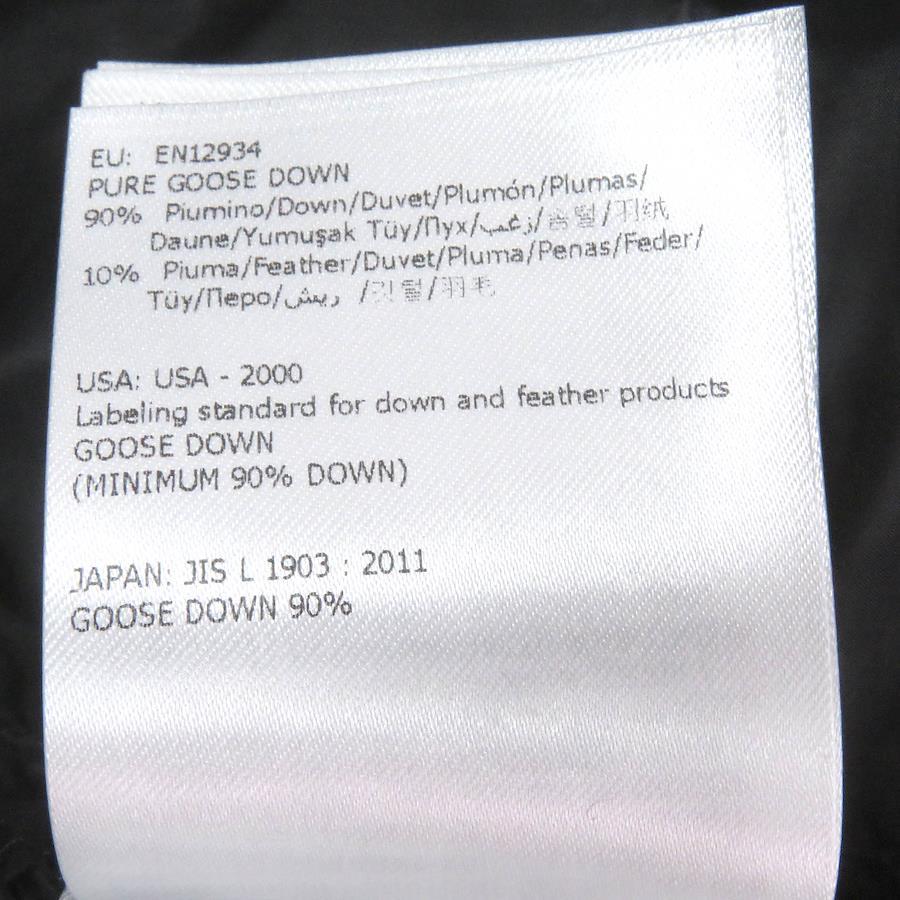 EU: EN12934
PURE GOOSE DOWN
90% Piumino/Down/Duvet/Plumón/Plumas/
Daune/Yumuşak Tüy/Пух/زغب/솜털/羽绒
10% Piuma/Feather/Duvet/Pluma/Penas/Feder/
Tüy/Перо/ريش /깃털/羽毛
USA: USA - 2000
Labeling standard for down and feather products
GOOSE DOWN
(MINIMUM 90% DOWN)
JAPAN: JIS L 1903 : 2011
GOOSE DOWN 90%